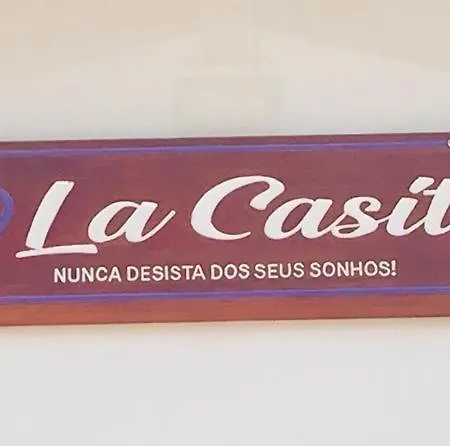 La Casit
NUNCA DESISTA DOS SEUS SONHOS!